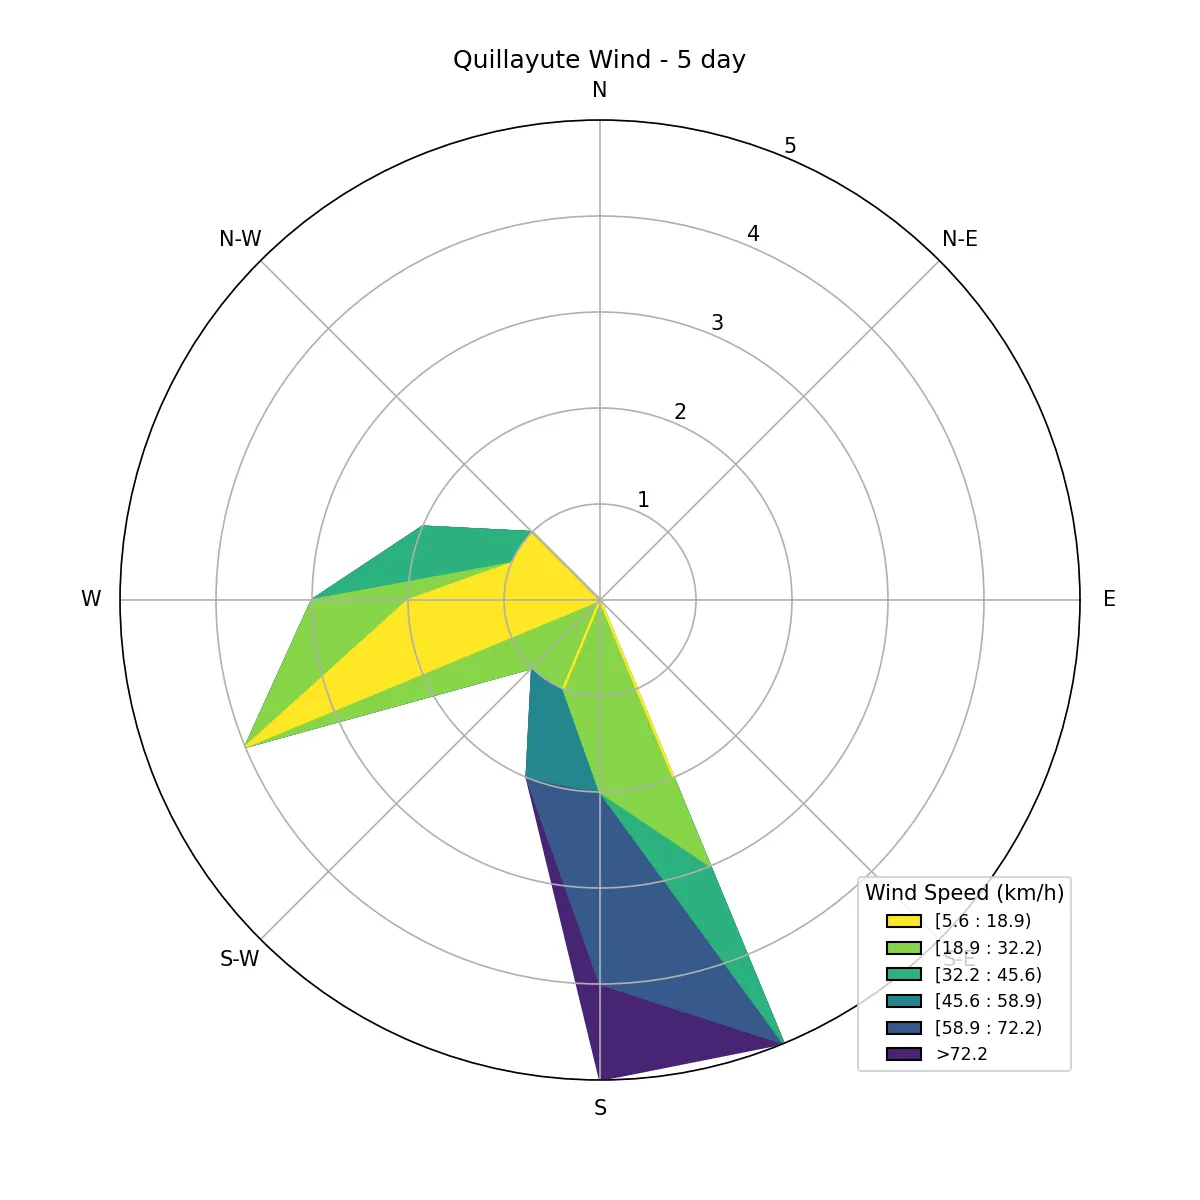 Quillayute Wind - 5 day
N
5
N-W
4
N-E
3
2
1
W
E
Wind Speed (km/h)
[5.6 : 18.9)
[18.9 : 32.2)
S-W
S-E
[32.2 : 45.6)
[45.6 : 58.9)
[58.9 : 72.2)
>72.2
S